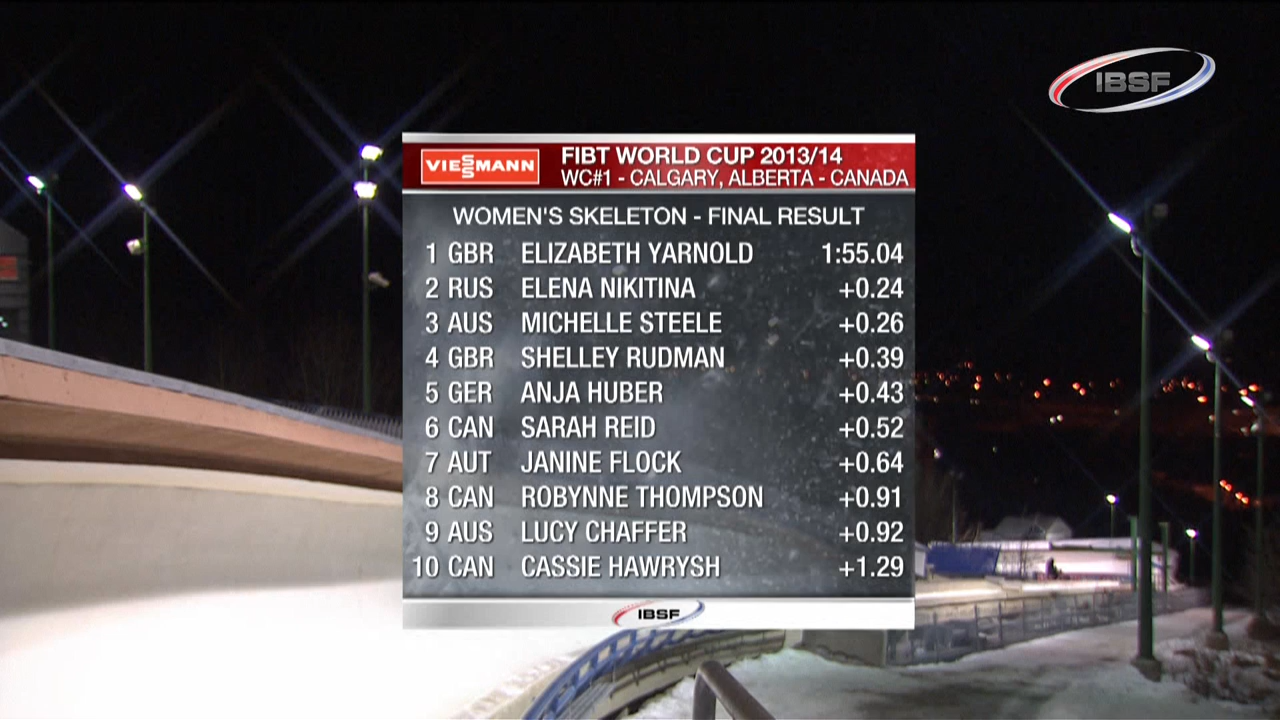 IBSF
VIESSMANN
FIBT WORLD CUP 2013/14
WC#1 - CALGARY, ALBERTA - CANADA
WOMEN'S SKELETON - FINAL RESULT
1 GBR ELIZABETH YARNOLD 1:55.04
2 RUS ELENA NIKITINA +0.24
3 AUS MICHELLE STEELE +0.26
4 GBR SHELLEY RUDMAN +0.39
5 GER ANJA HUBER +0.43
6 CAN SARAH REID +0.52
7 AUT JANINE FLOCK +0.64
8 CAN ROBYNNE THOMPSON +0.91
9 AUS LUCY CHAFFER +0.92
10 CAN CASSIE HAWRYSH +1.29
IBSF